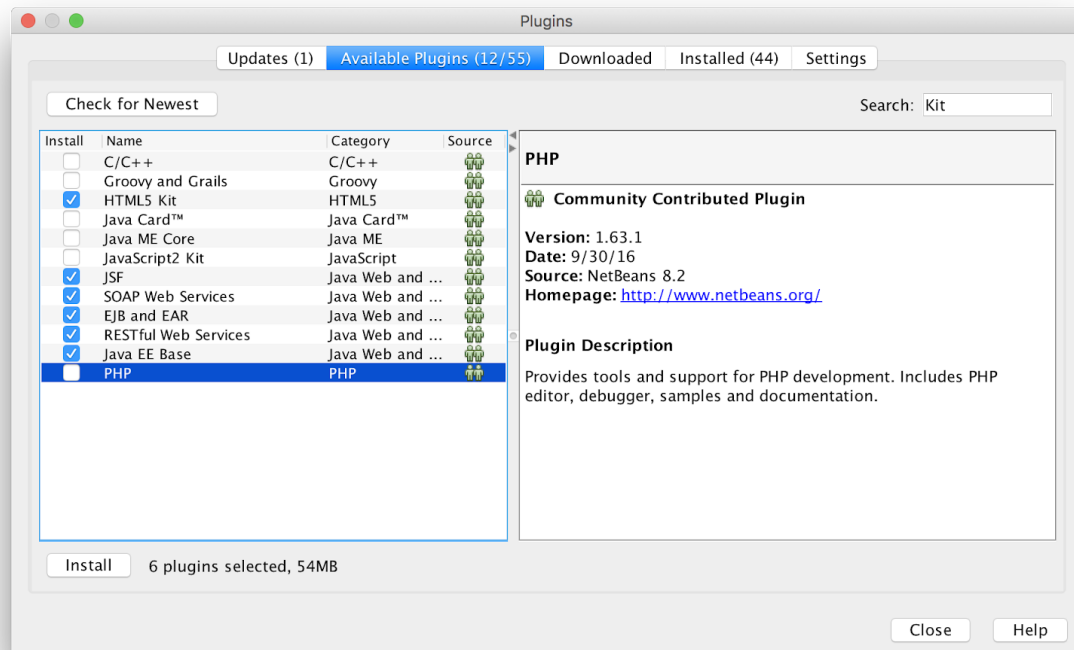 Plugins
Updates (1) Available Plugins (12/55) Downloaded Installed (44) Settings
Check for Newest
Search: Kit
Install Name Category Source
C/C++ C/C++
Groovy and Grails Groovy
HTML5 Kit HTML5
Java Card™ Java Card™
Java ME Core Java ME
JavaScript2 Kit JavaScript
JSF Java Web and ...
SOAP Web Services Java Web and ...
EJB and EAR Java Web and ...
RESTful Web Services Java Web and ...
Java EE Base Java Web and ...
PHP PHP
PHP
Community Contributed Plugin
Version: 1.63.1
Date: 9/30/16
Source: NetBeans 8.2
Homepage: http://www.netbeans.org/
Plugin Description
Provides tools and support for PHP development. Includes PHP
editor, debugger, samples and documentation.
Install 6 plugins selected, 54MB
Close Help